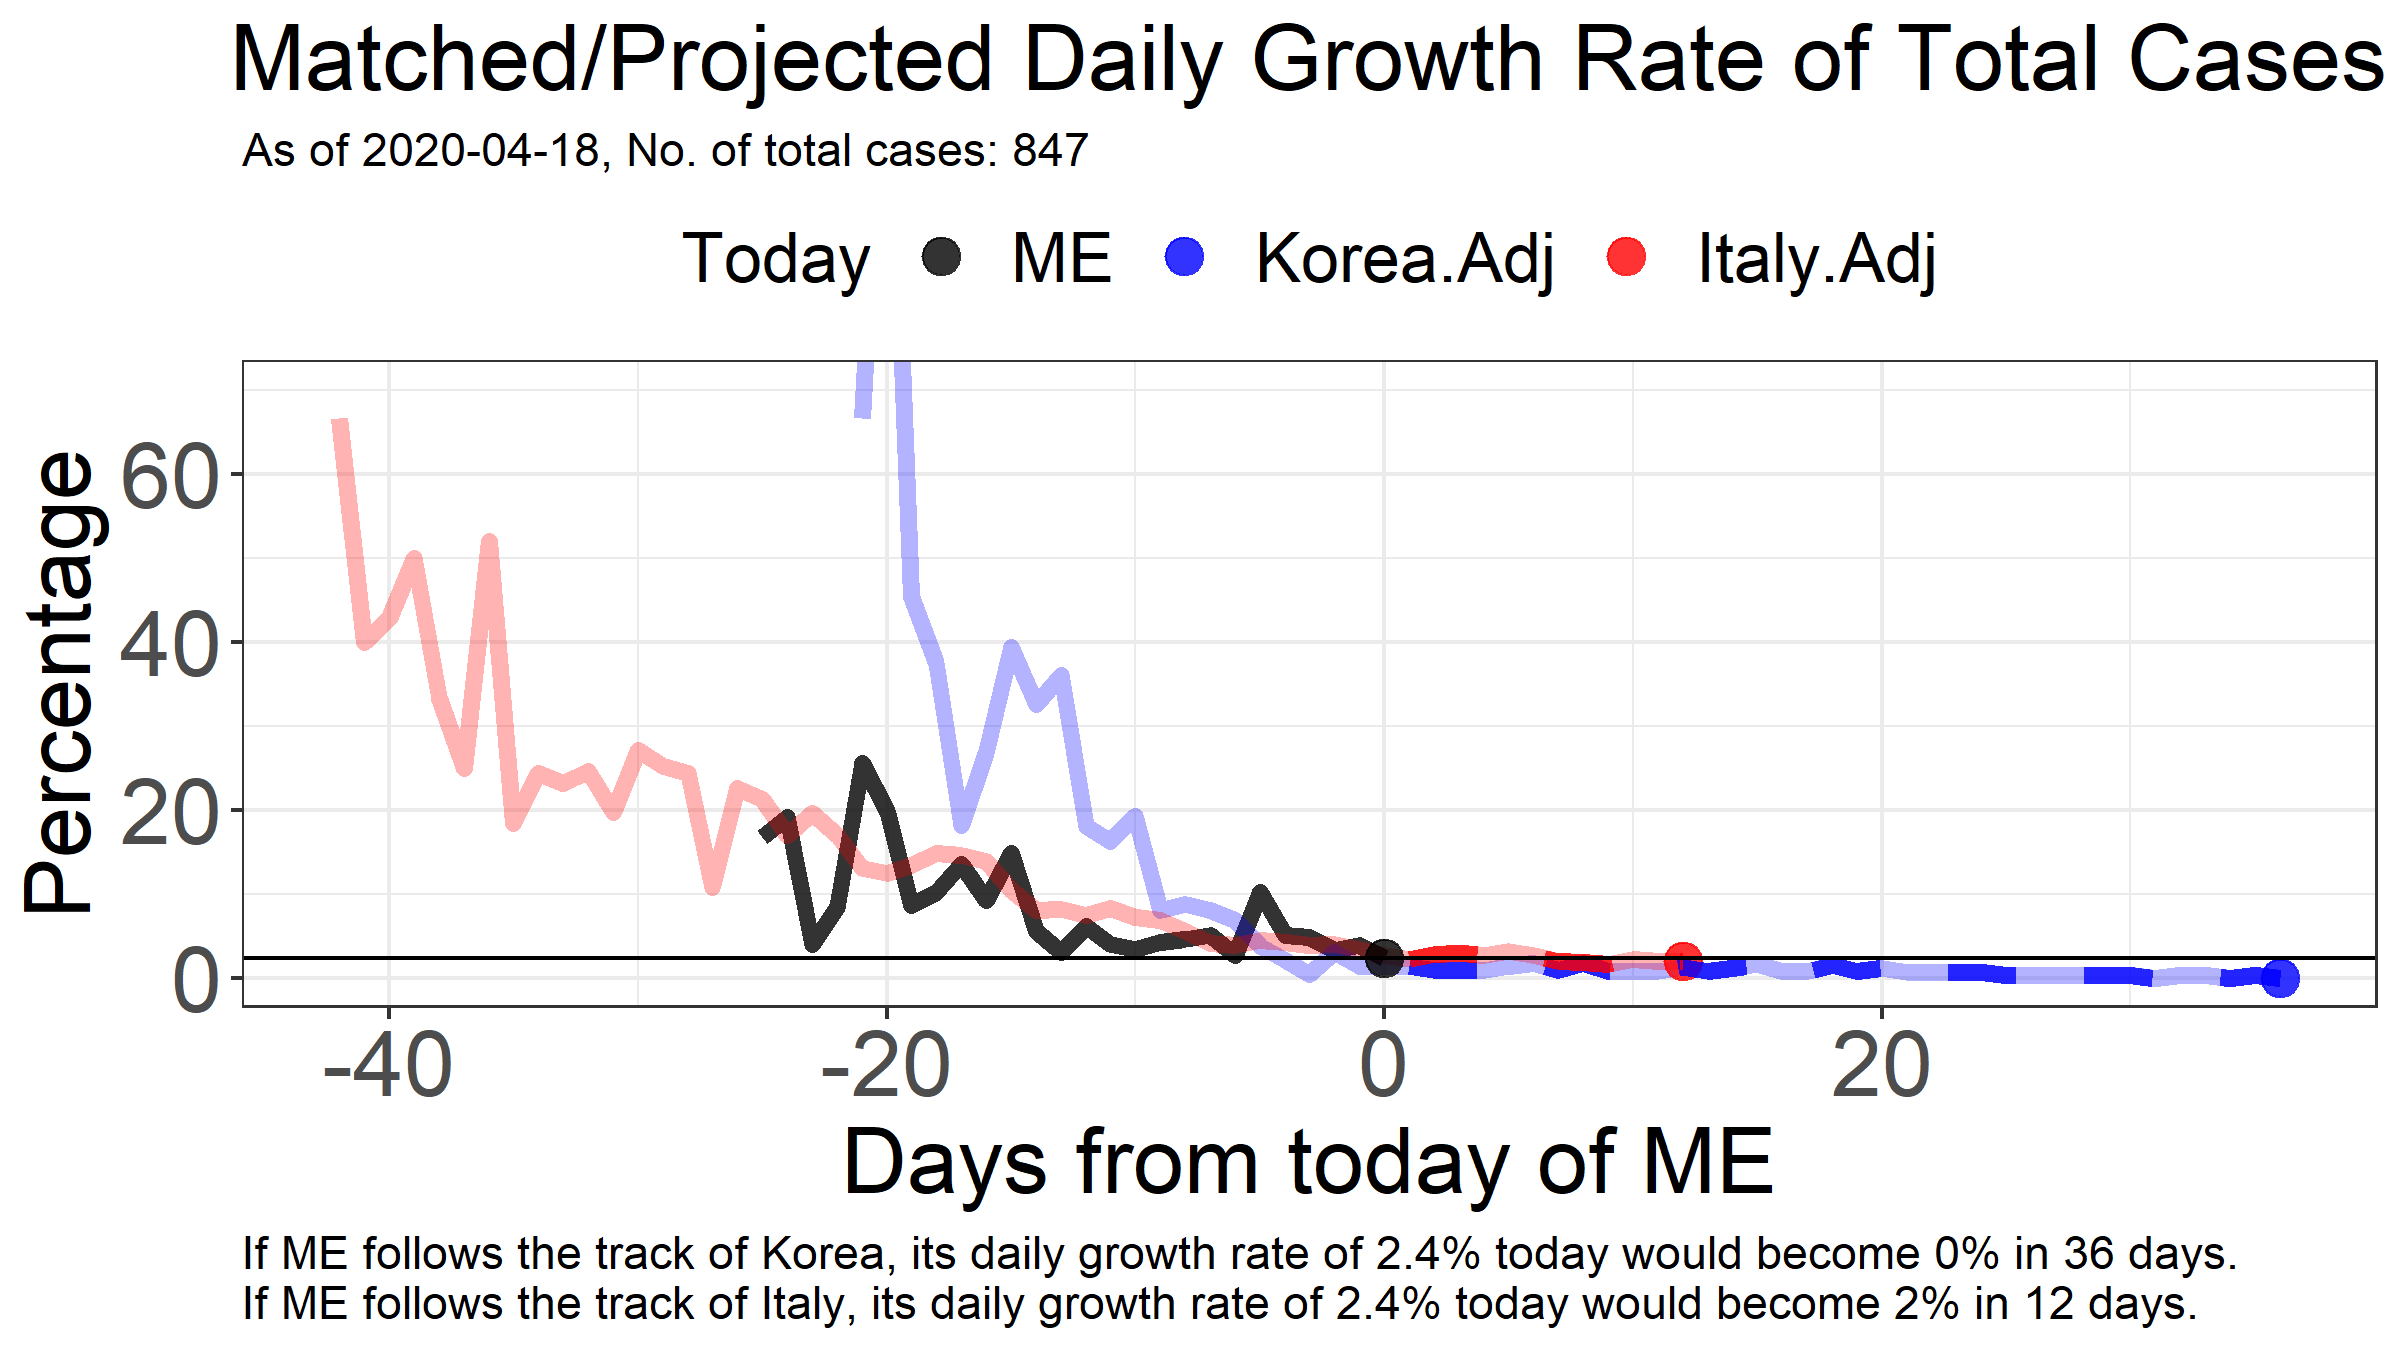 Matched/Projected Daily Growth Rate of Total Cases
As of 2020-04-18, No. of total cases: 847
Today ME Korea.Adj Italy.Adj
Percentage
60
40
20
0
-40 -20 0 20
Days from today of ME
If ME follows the track of Korea, its daily growth rate of 2.4% today would become 0% in 36 days.
If ME follows the track of Italy, its daily growth rate of 2.4% today would become 2% in 12 days.